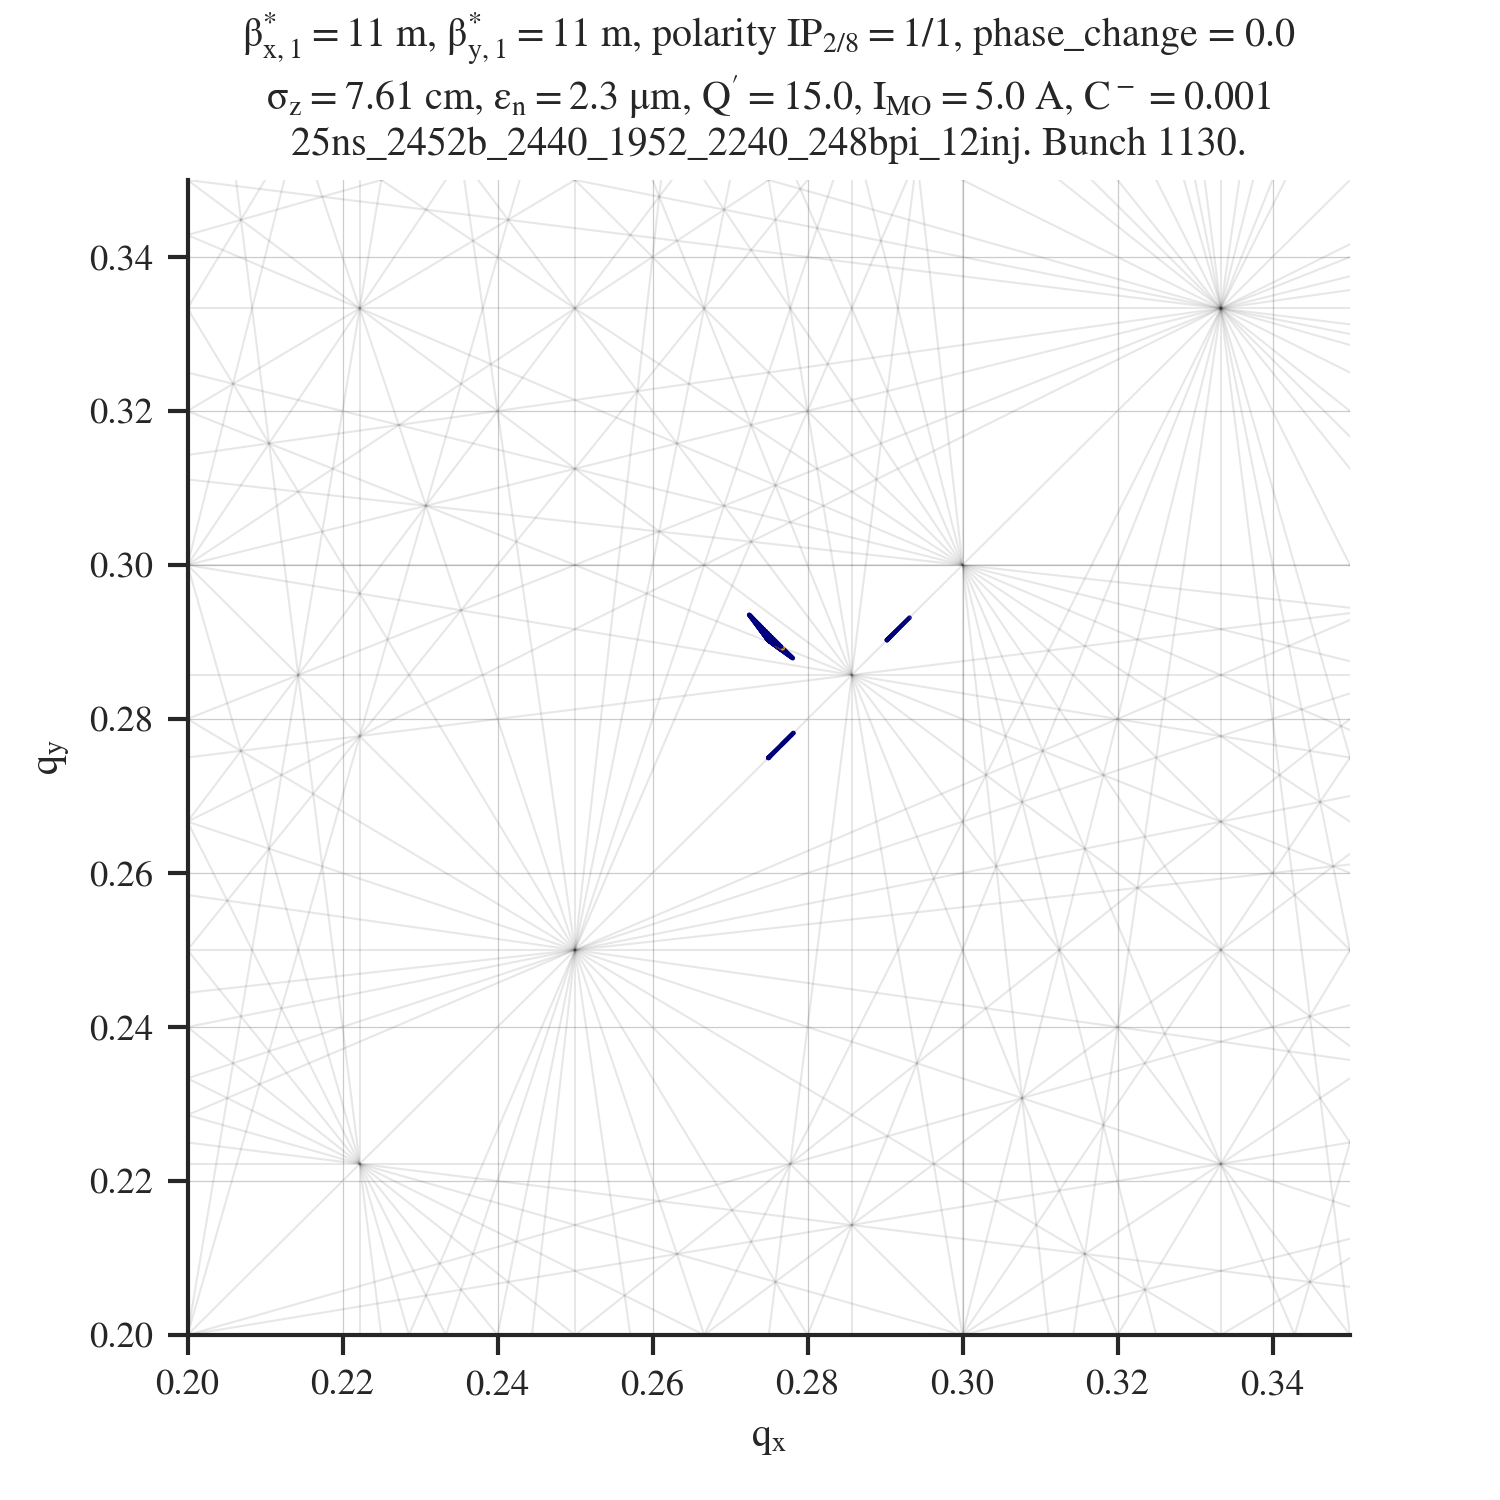 β*x, 1 = 11 m, β*y, 1 = 11 m, polarity IP2/8 = 1/1, phase_change = 0.0
σz = 7.61 cm, εn = 2.3 μm, Q′ = 15.0, IMO = 5.0 A, C− = 0.001
25ns_2452b_2440_1952_2240_248bpi_12inj. Bunch 1130.
0.34
0.32
0.30
0.28
0.26
0.24
0.22
0.20
qy
0.20 0.22 0.24 0.26 0.28 0.30 0.32 0.34
qx